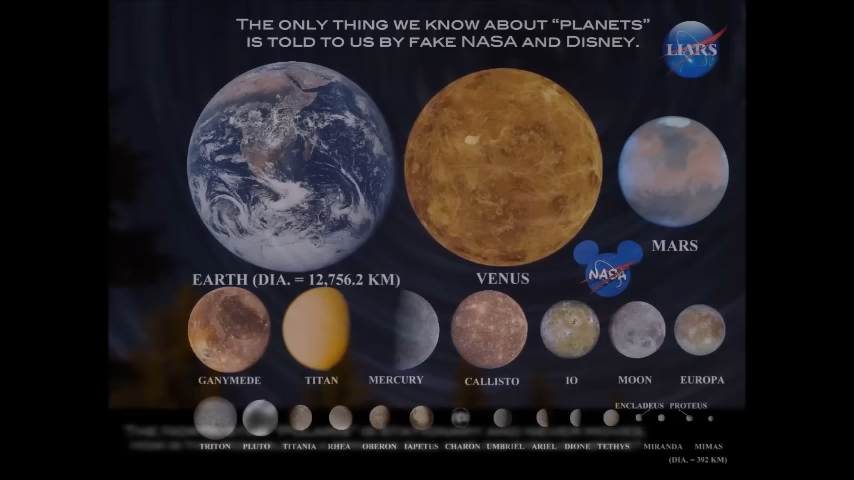 THE ONLY THING WE KNOW ABOUT “PLANETS”
IS TOLD TO US BY FAKE NASA AND DISNEY.
LIARS
EARTH (DIA. = 12,756.2 KM)
VENUS
MARS
NASA
GANYMEDE
TITAN
MERCURY
CALLISTO
IO
MOON
EUROPA
ENCLADEUS
PROTEUS
TRITON
PLUTO
TITANIA
RHEA
OBERON
IAPETUS
CHARON
UMBRIEL
ARIEL
DIONE
TETHYS
MIRANDA
MIMAS
(DIA. = 392 KM)